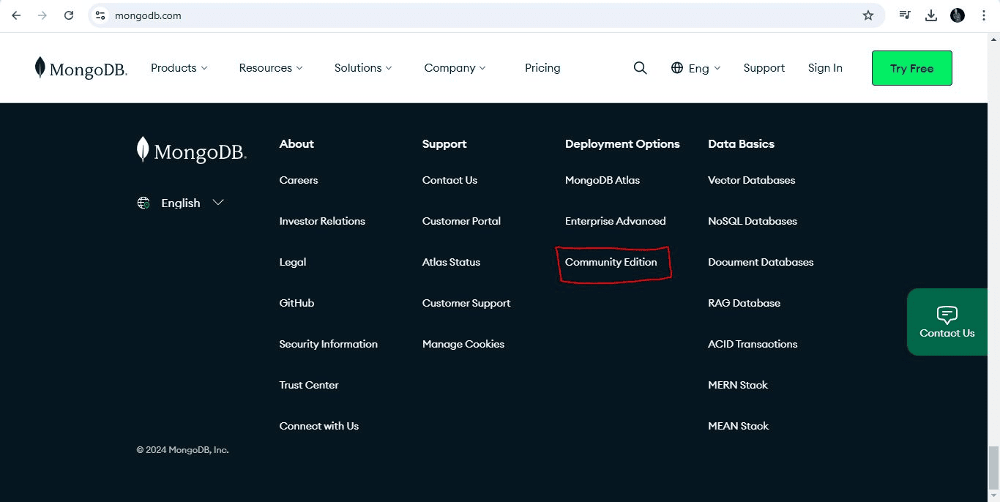 mongodb.com
MongoDB. Products Resources Solutions Company Pricing Eng Support Sign In Try Free
MongoDB.
English
© 2024 MongoDB, Inc.
About
Careers
Investor Relations
Legal
GitHub
Security Information
Trust Center
Connect with Us
Support
Contact Us
Customer Portal
Atlas Status
Customer Support
Manage Cookies
Deployment Options
MongoDB Atlas
Enterprise Advanced
Community Edition
Data Basics
Vector Databases
NoSQL Databases
Document Databases
RAG Database
ACID Transactions
MERN Stack
MEAN Stack
Contact Us